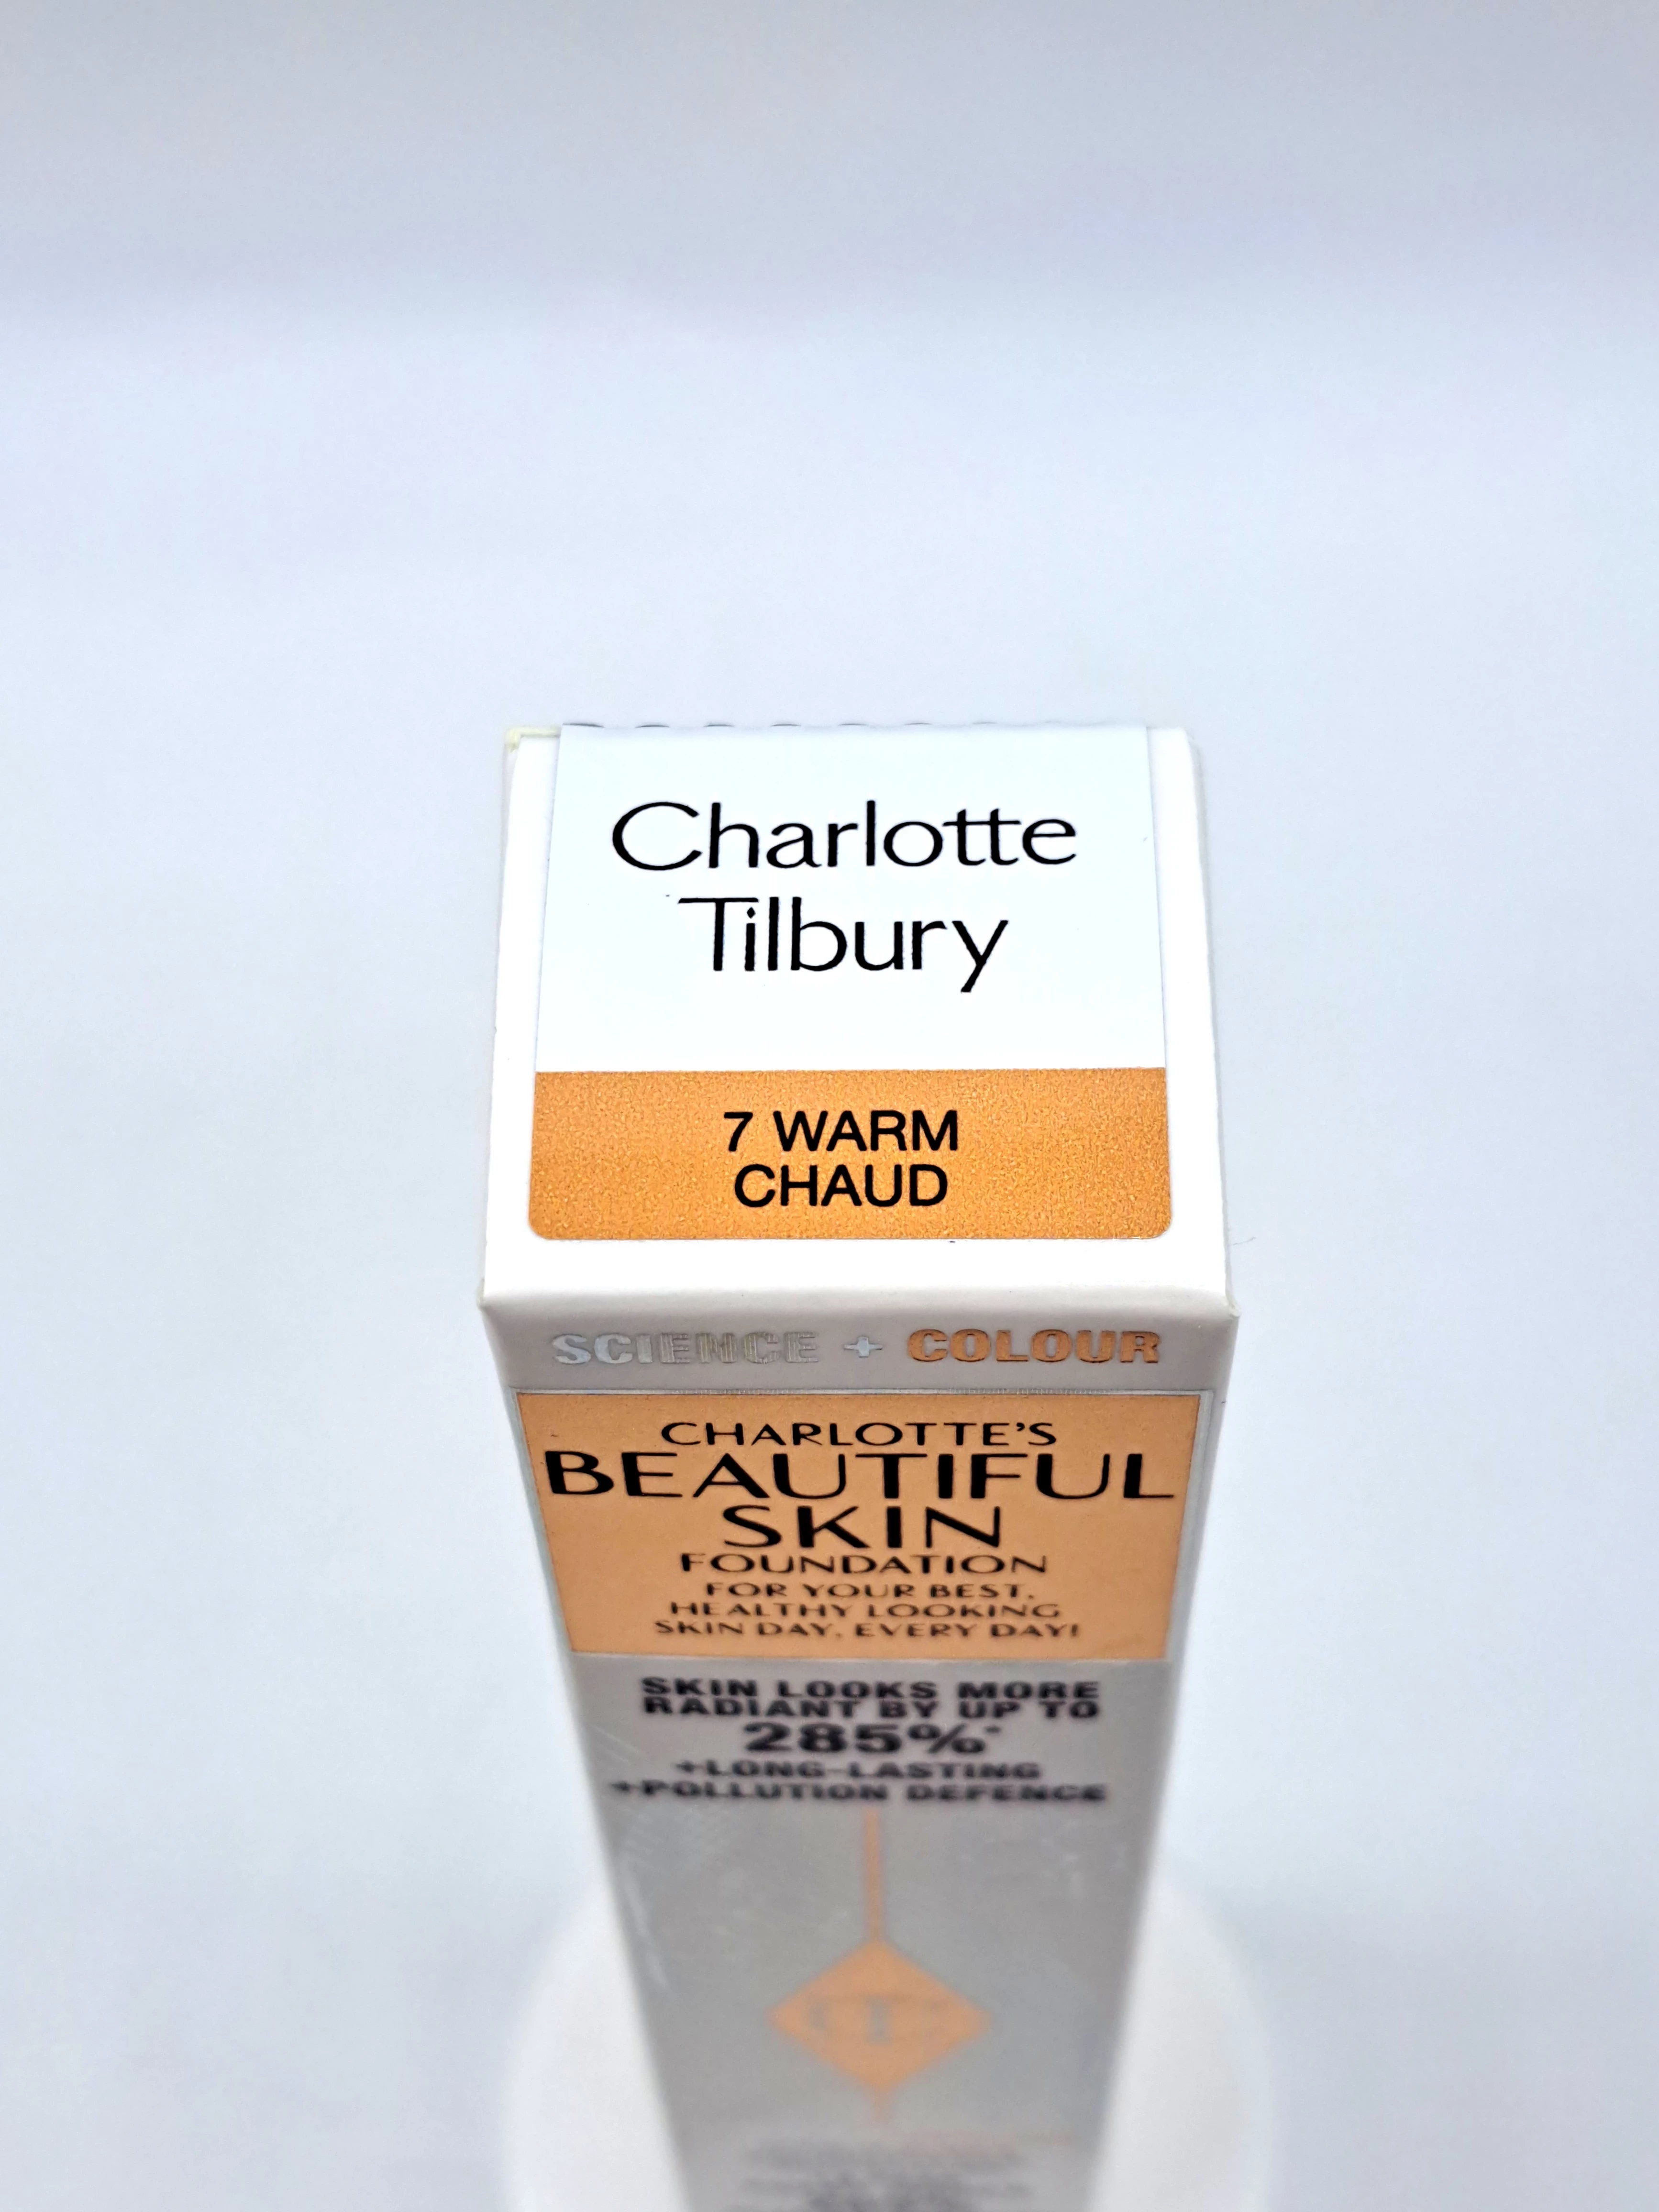 Charlotte
Tilbury
7 WARM
CHAUD
SCIENCE + COLOUR
CHARLOTTE'S
BEAUTIFUL
SKIN
FOUNDATION
FOR YOUR BEST,
HEALTHY LOOKING
SKIN DAY, EVERY DAY!
SKIN LOOKS MORE
RADIANT BY UP TO
285%*
+LONG-LASTING
+POLLUTION DEFENCE